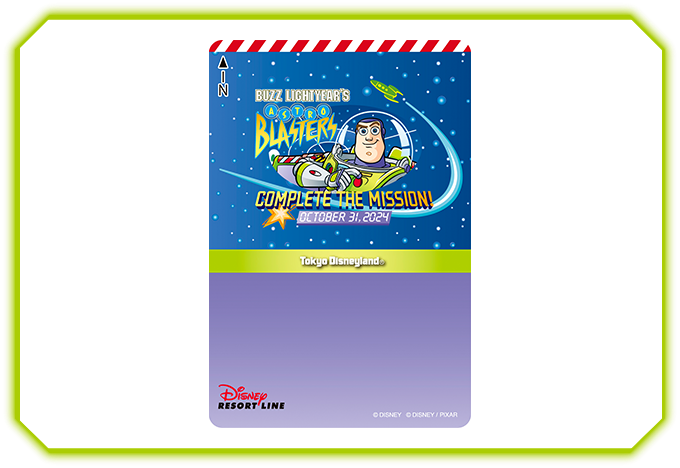 IN
BUZZ LIGHTYEAR'S
ASTRO
BLASTERS
COMPLETE THE MISSION!
OCTOBER 31, 2024
Tokyo Disneyland®
Disney
RESORT LINE
© DISNEY © DISNEY / PIXAR